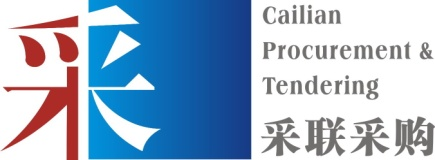 采
Cailian
Procurement &
Tendering
采联采购